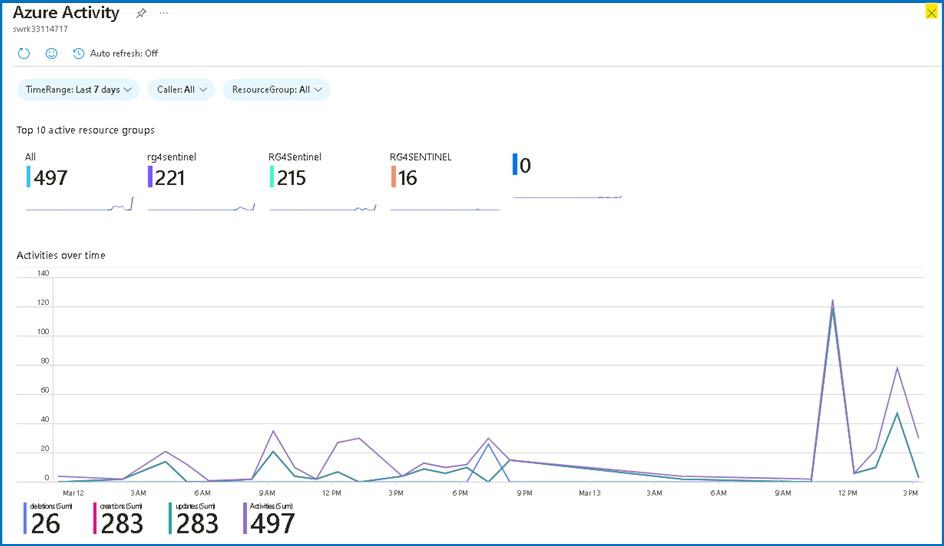 Azure Activity
swrk33114717
Auto refresh: Off
TimeRange: Last 7 days
Caller: All
ResourceGroup: All
Top 10 active resource groups
All
497
rg4sentinel
221
RG4Sentinel
215
RG4SENTINEL
16
0
Activities over time
140
120
100
80
60
40
20
0
Mar 12 3 AM 6 AM 9 AM 12 PM 3 PM 6 PM 9 PM Mar 13 3 AM 6 AM 9 AM 12 PM 3 PM
deletions (Sum)
26
creations (Sum)
283
updates (Sum)
283
Activities (Sum)
497